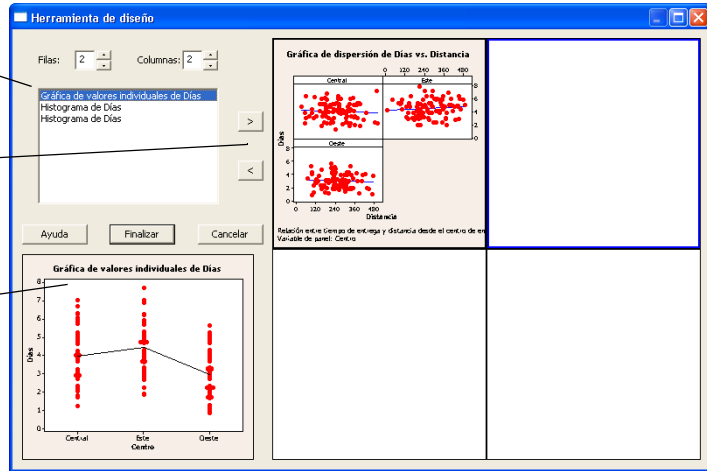 Herramienta de diseño
Filas: 2 Columnas: 2
Gráfica de valores individuales de Días
Histograma de Días
Histograma de Días
>
<
Ayuda Finalizar Cancelar
Gráfica de valores individuales de Días
8
7
6
5
4
3
2
1
0
Días
Central Este Oeste
Centro
Gráfica de dispersión de Días vs. Distancia
0 120 240 360 480
Central Este
8
6
4
2
0
Oeste
8
6
4
2
0
Días
0 120 240 360 480
Distancia
Relación entre tiempo de entrega y distancia desde el centro de en
Variable de panel: Centro